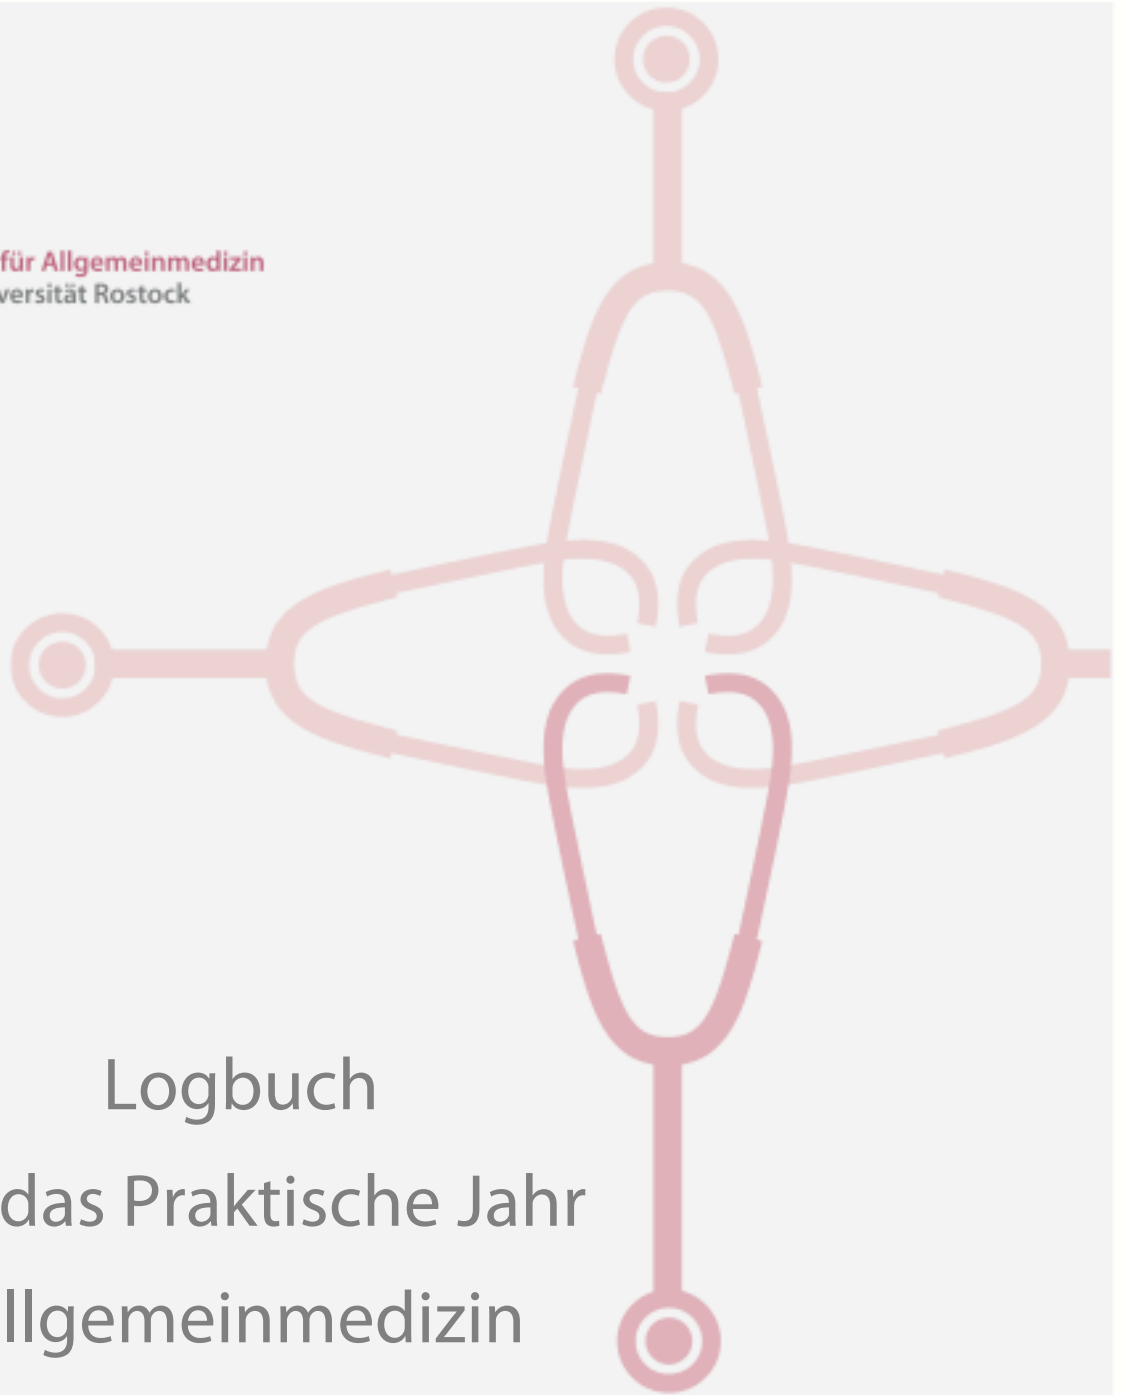 für Allgemeinmedizin
versität Rostock
Logbuch
das Praktische Jahr
llgemeinmedizin